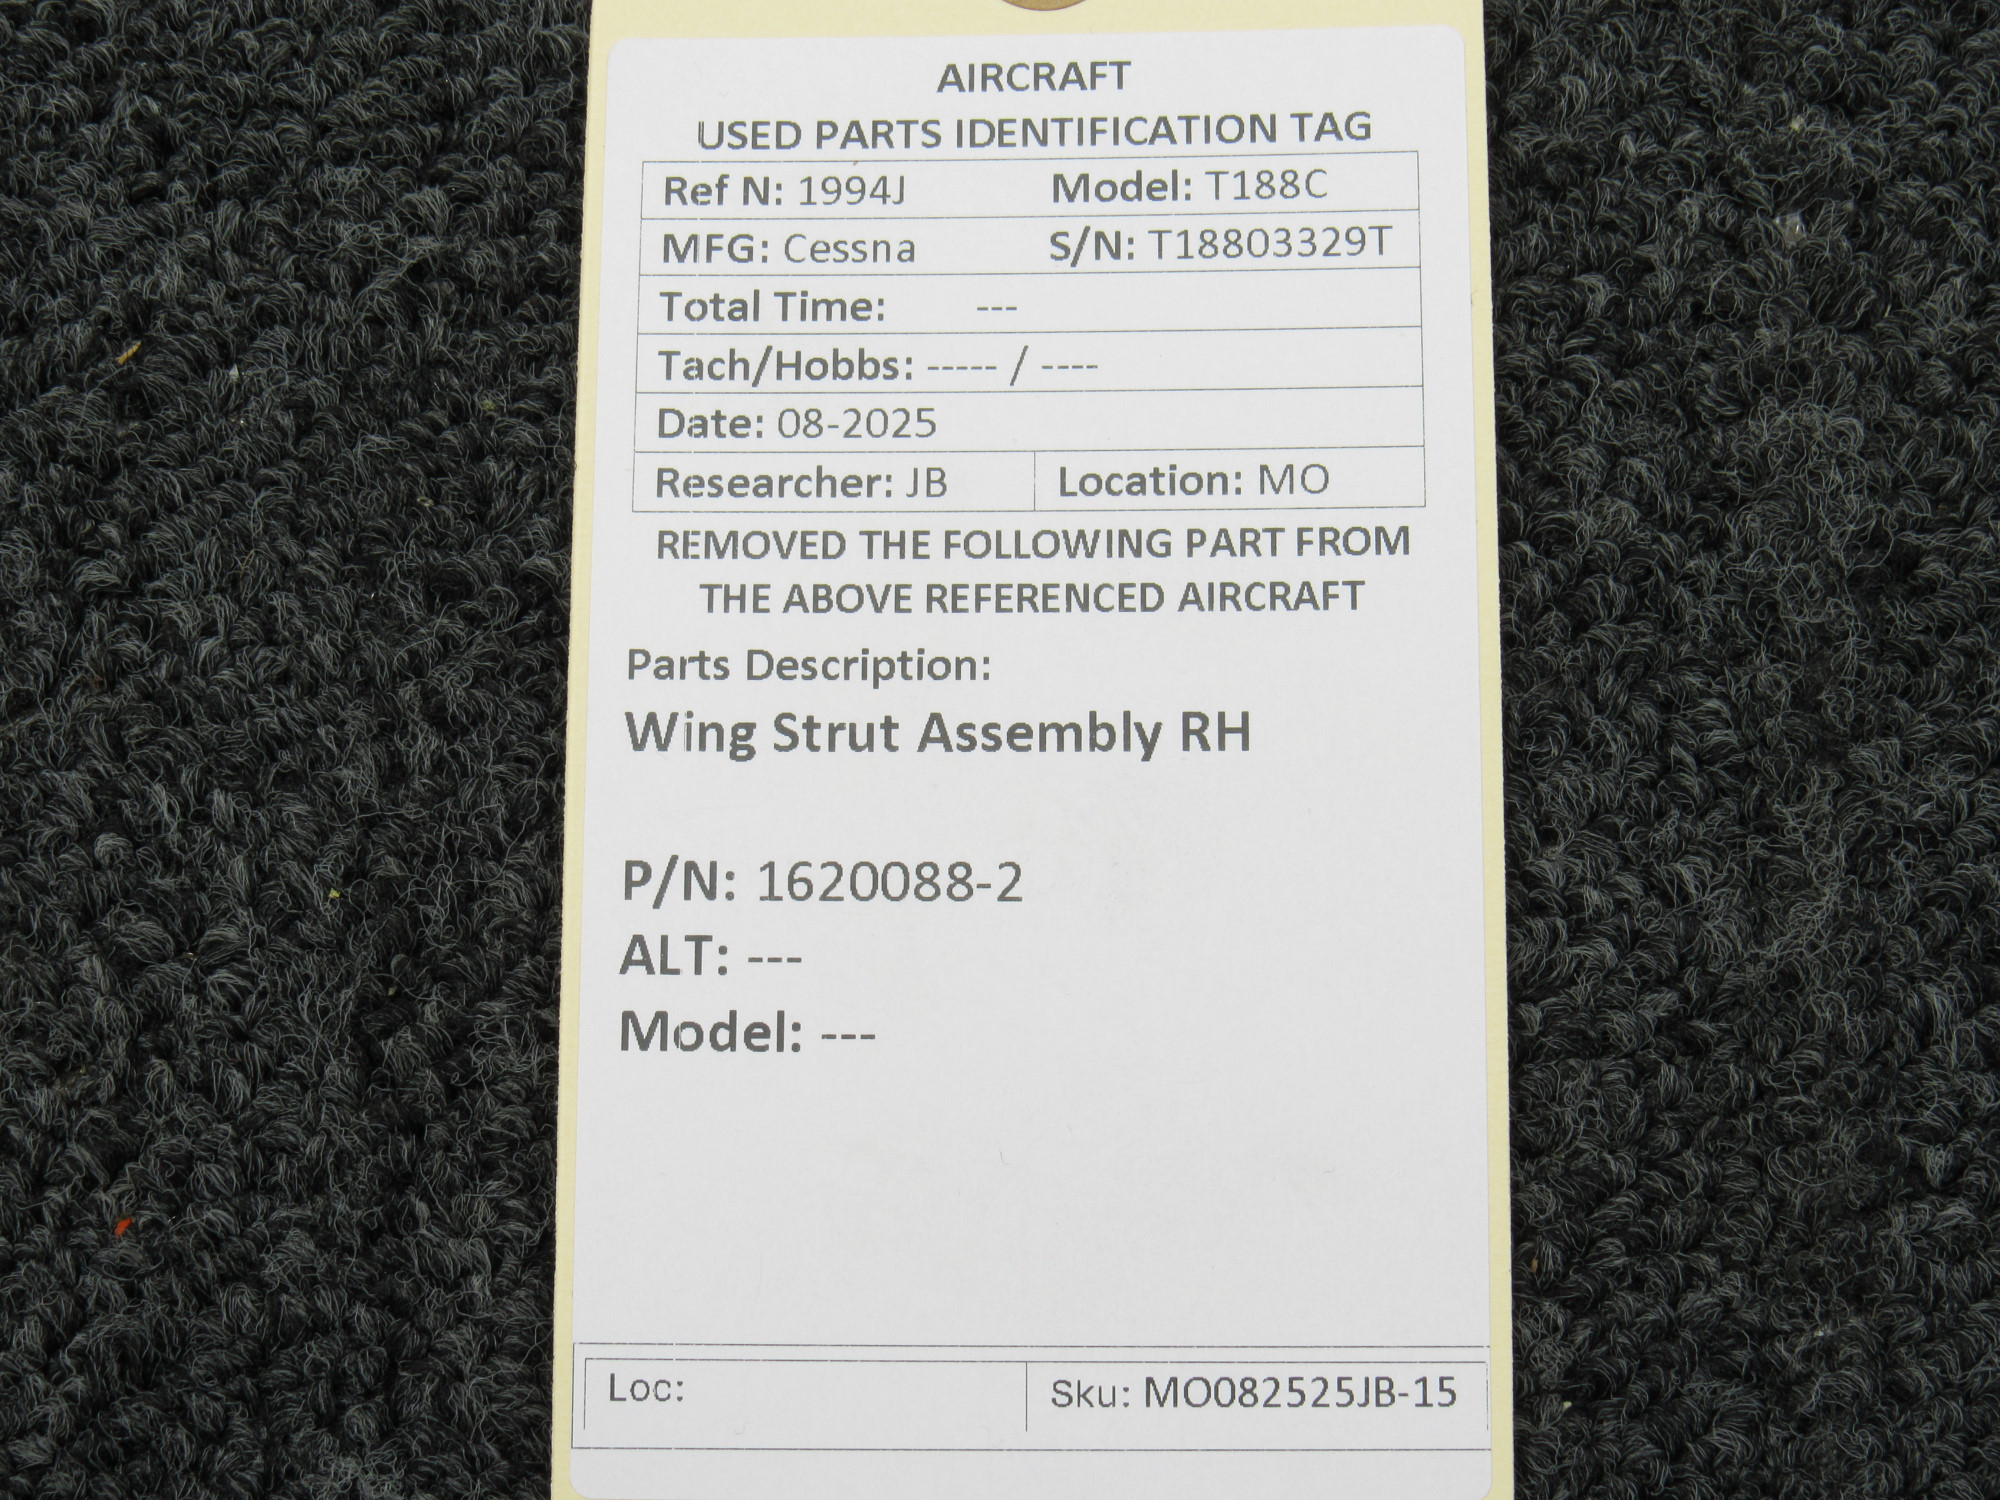 AIRCRAFT
USED PARTS IDENTIFICATION TAG
Ref N: 1994J Model: T188C
MFG: Cessna S/N: T18803329T
Total Time: ---
Tach/Hobbs: ----- / ----
Date: 08-2025
Researcher: JB Location: MO
REMOVED THE FOLLOWING PART FROM
THE ABOVE REFERENCED AIRCRAFT
Parts Description:
Wing Strut Assembly RH
P/N: 1620088-2
ALT: ---
Model: ---
Loc: Sku: MO082525JB-15